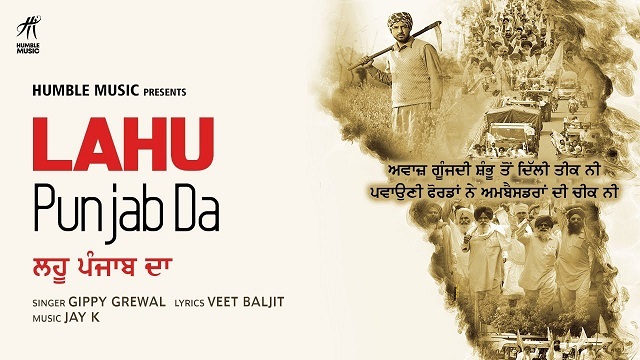 HUMBLE
MUSIC
HUMBLE MUSIC PRESENTS
LAHU
Punjab Da
ਲਹੂ ਪੰਜਾਬ ਦਾ
SINGER GIPPY GREWAL LYRICS VEET BALJIT
MUSIC JAY K
ਅਵਾਜ਼ ਗੂੰਜਦੀ ਸ਼ੰਭੂ ਤੋਂ ਦਿੱਲੀ ਤੀਕ ਨੀ
ਪਵਾਉਣੀ ਫੋਰਡਾਂ ਨੇ ਅਮਬੈਸਡਰਾਂ ਦੀ ਚੀਕ ਨੀ